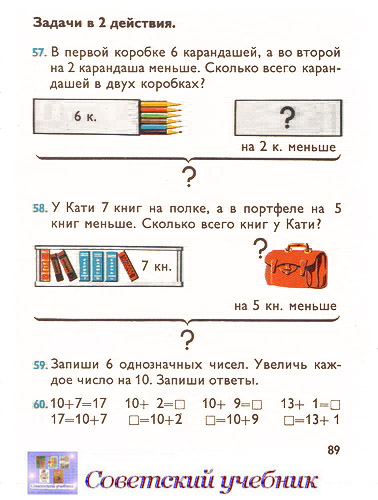 Задачи в 2 действия.
57. В первой коробке 6 карандашей, а во второй
на 2 карандаша меньше. Сколько всего каран-
дашей в двух коробках?
6 к.
?
на 2 к. меньше
?
58. У Кати 7 книг на полке, а в портфеле на 5
книг меньше. Сколько всего книг у Кати?
7 кн.
?
на 5 кн. меньше
?
59. Запиши 6 однозначных чисел. Увеличь каж-
дое число на 10. Запиши ответы.
60. 10+7=17 10+ 2=□ 10+ 9=□ 13+ 1=□
17=10+7 □=10+2 □=10+9 □=13+ 1
89
Советский учебник